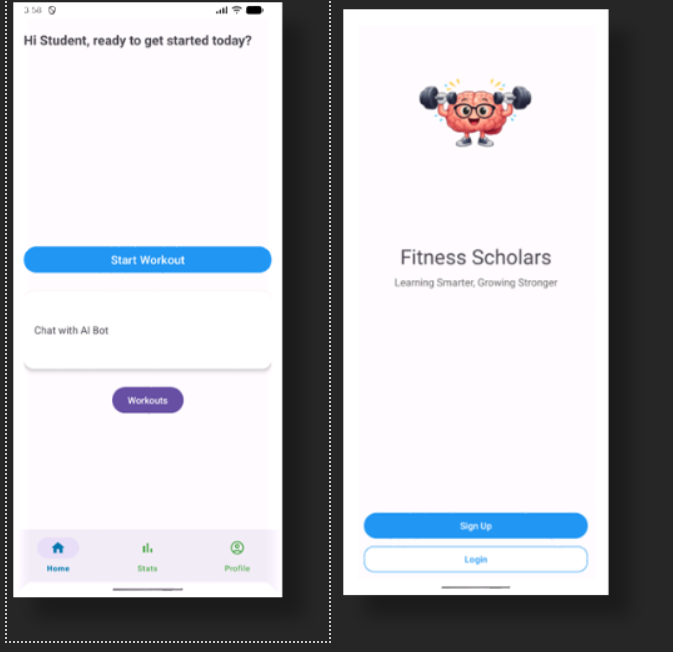 3:58
Hi Student, ready to get started today?
Start Workout
Chat with AI Bot
Workouts
Home
Stats
Profile
Fitness Scholars
Learning Smarter, Growing Stronger
Sign Up
Login